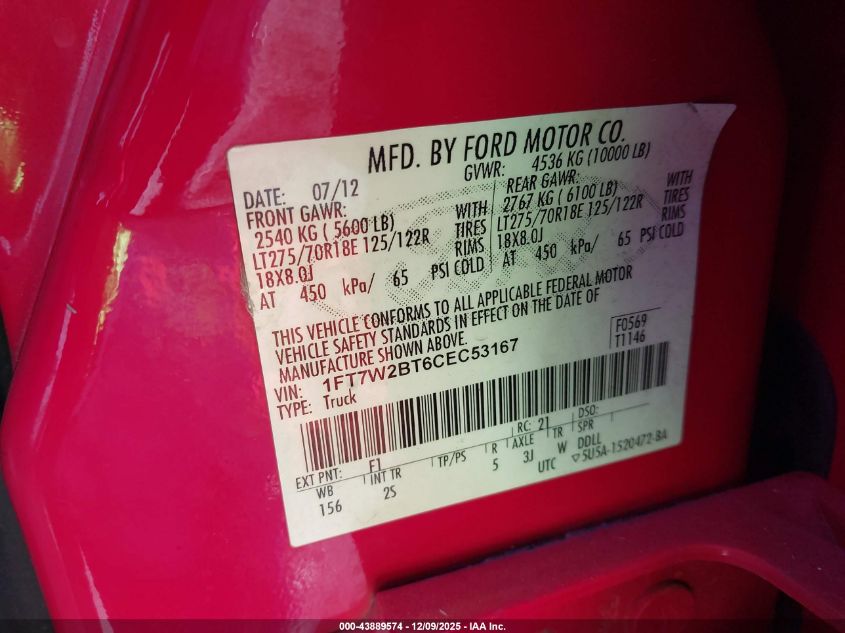 MFD. BY FORD MOTOR CO.
DATE: 07/12
GVWR: 4536 KG (10000 LB)
FRONT GAWR:
2540 KG ( 5600 LB)
WITH
LT275/70R18E 125/122R
TIRES
18X8.0J
RIMS
AT 450 kPa/ 65 PSI COLD
REAR GAWR:
2767 KG ( 6100 LB)
WITH
LT275/70R18E 125/122R
TIRES
18X8.0J
RIMS
AT 450 kPa/ 65 PSI COLD
THIS VEHICLE CONFORMS TO ALL APPLICABLE FEDERAL MOTOR
VEHICLE SAFETY STANDARDS IN EFFECT ON THE DATE OF
MANUFACTURE SHOWN ABOVE.
F0569
T1146
VIN: 1FT7W2BT6CEC53167
TYPE: Truck
EXT PNT: F1 RC: 21 DSO:
WB INT TR TP/PS R AXLE TR SPR
156 2S 5 3J W DDLL
UTC ▽5U5A-1520472-BA
000-43889574 | 12/09/2025 - IAA Inc.